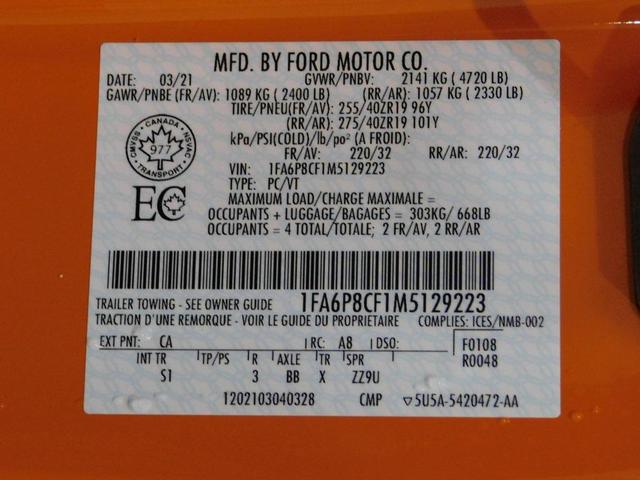 MFD. BY FORD MOTOR CO.
DATE: 03/21 GVWR/PNBV: 2141 KG ( 4720 LB)
GAWR/PNBE (FR/AV): 1089 KG ( 2400 LB) (RR/AR): 1057 KG ( 2330 LB)
TIRE/PNEU(FR/AV): 255/40ZR19 96Y
(RR/AR): 275/40ZR19 101Y
kPa/PSI(COLD)/lb/po² (A FROID):
FR/AV: 220/32 RR/AR: 220/32
CMVSS - CANADA - NSVAC
977
TRANSPORT
VIN: 1FA6P8CF1M5129223
TYPE: PC/VT
EC
MAXIMUM LOAD/CHARGE MAXIMALE =
OCCUPANTS + LUGGAGE/BAGAGES = 303KG/ 668LB
OCCUPANTS = 4 TOTAL/TOTALE; 2 FR/AV, 2 RR/AR
TRAILER TOWING - SEE OWNER GUIDE 1FA6P8CF1M5129223
TRACTION D'UNE REMORQUE - VOIR LE GUIDE DU PROPRIETAIRE COMPLIES: ICES/NMB-002
EXT PNT: CA RC: A8 DSO: F0108
INT TR TP/PS R AXLE TR SPR R0048
S1 3 BB X ZZ9U
1202103040328 CMP ▽5U5A-5420472-AA